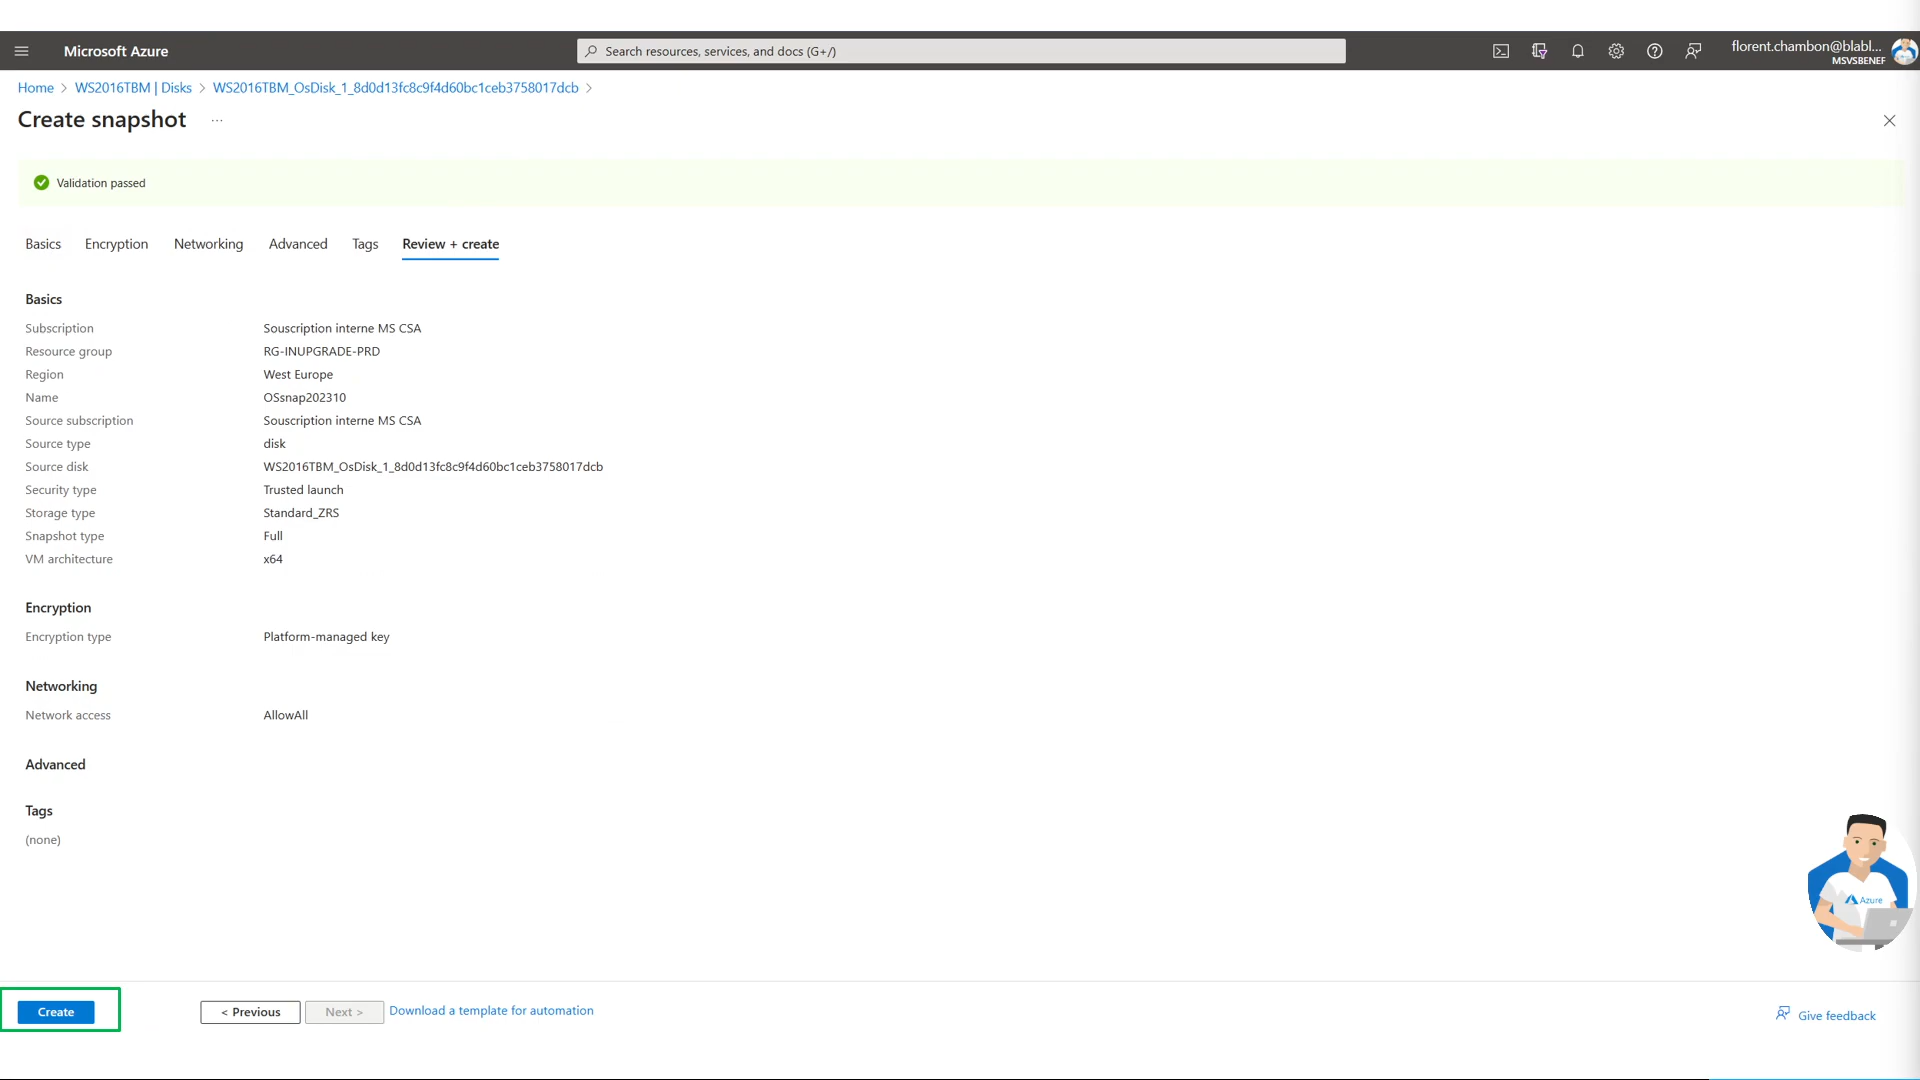 Microsoft Azure
Search resources, services, and docs (G+/)
florent.chambon@blabl...
MSVSBENEF
Home > WS2016TBM | Disks > WS2016TBM_OsDisk_1_8d0d13fc8c9f4d60bc1ceb3758017dcb >
Create snapshot ...
Validation passed
Basics Encryption Networking Advanced Tags Review + create
Basics
Subscription Souscription interne MS CSA
Resource group RG-INUPGRADE-PRD
Region West Europe
Name OSsnap202310
Source subscription Souscription interne MS CSA
Source type disk
Source disk WS2016TBM_OsDisk_1_8d0d13fc8c9f4d60bc1ceb3758017dcb
Security type Trusted launch
Storage type Standard_ZRS
Snapshot type Full
VM architecture x64
Encryption
Encryption type Platform-managed key
Networking
Network access AllowAll
Advanced
Tags
(none)
Azure
Create < Previous Next > Download a template for automation
Give feedback